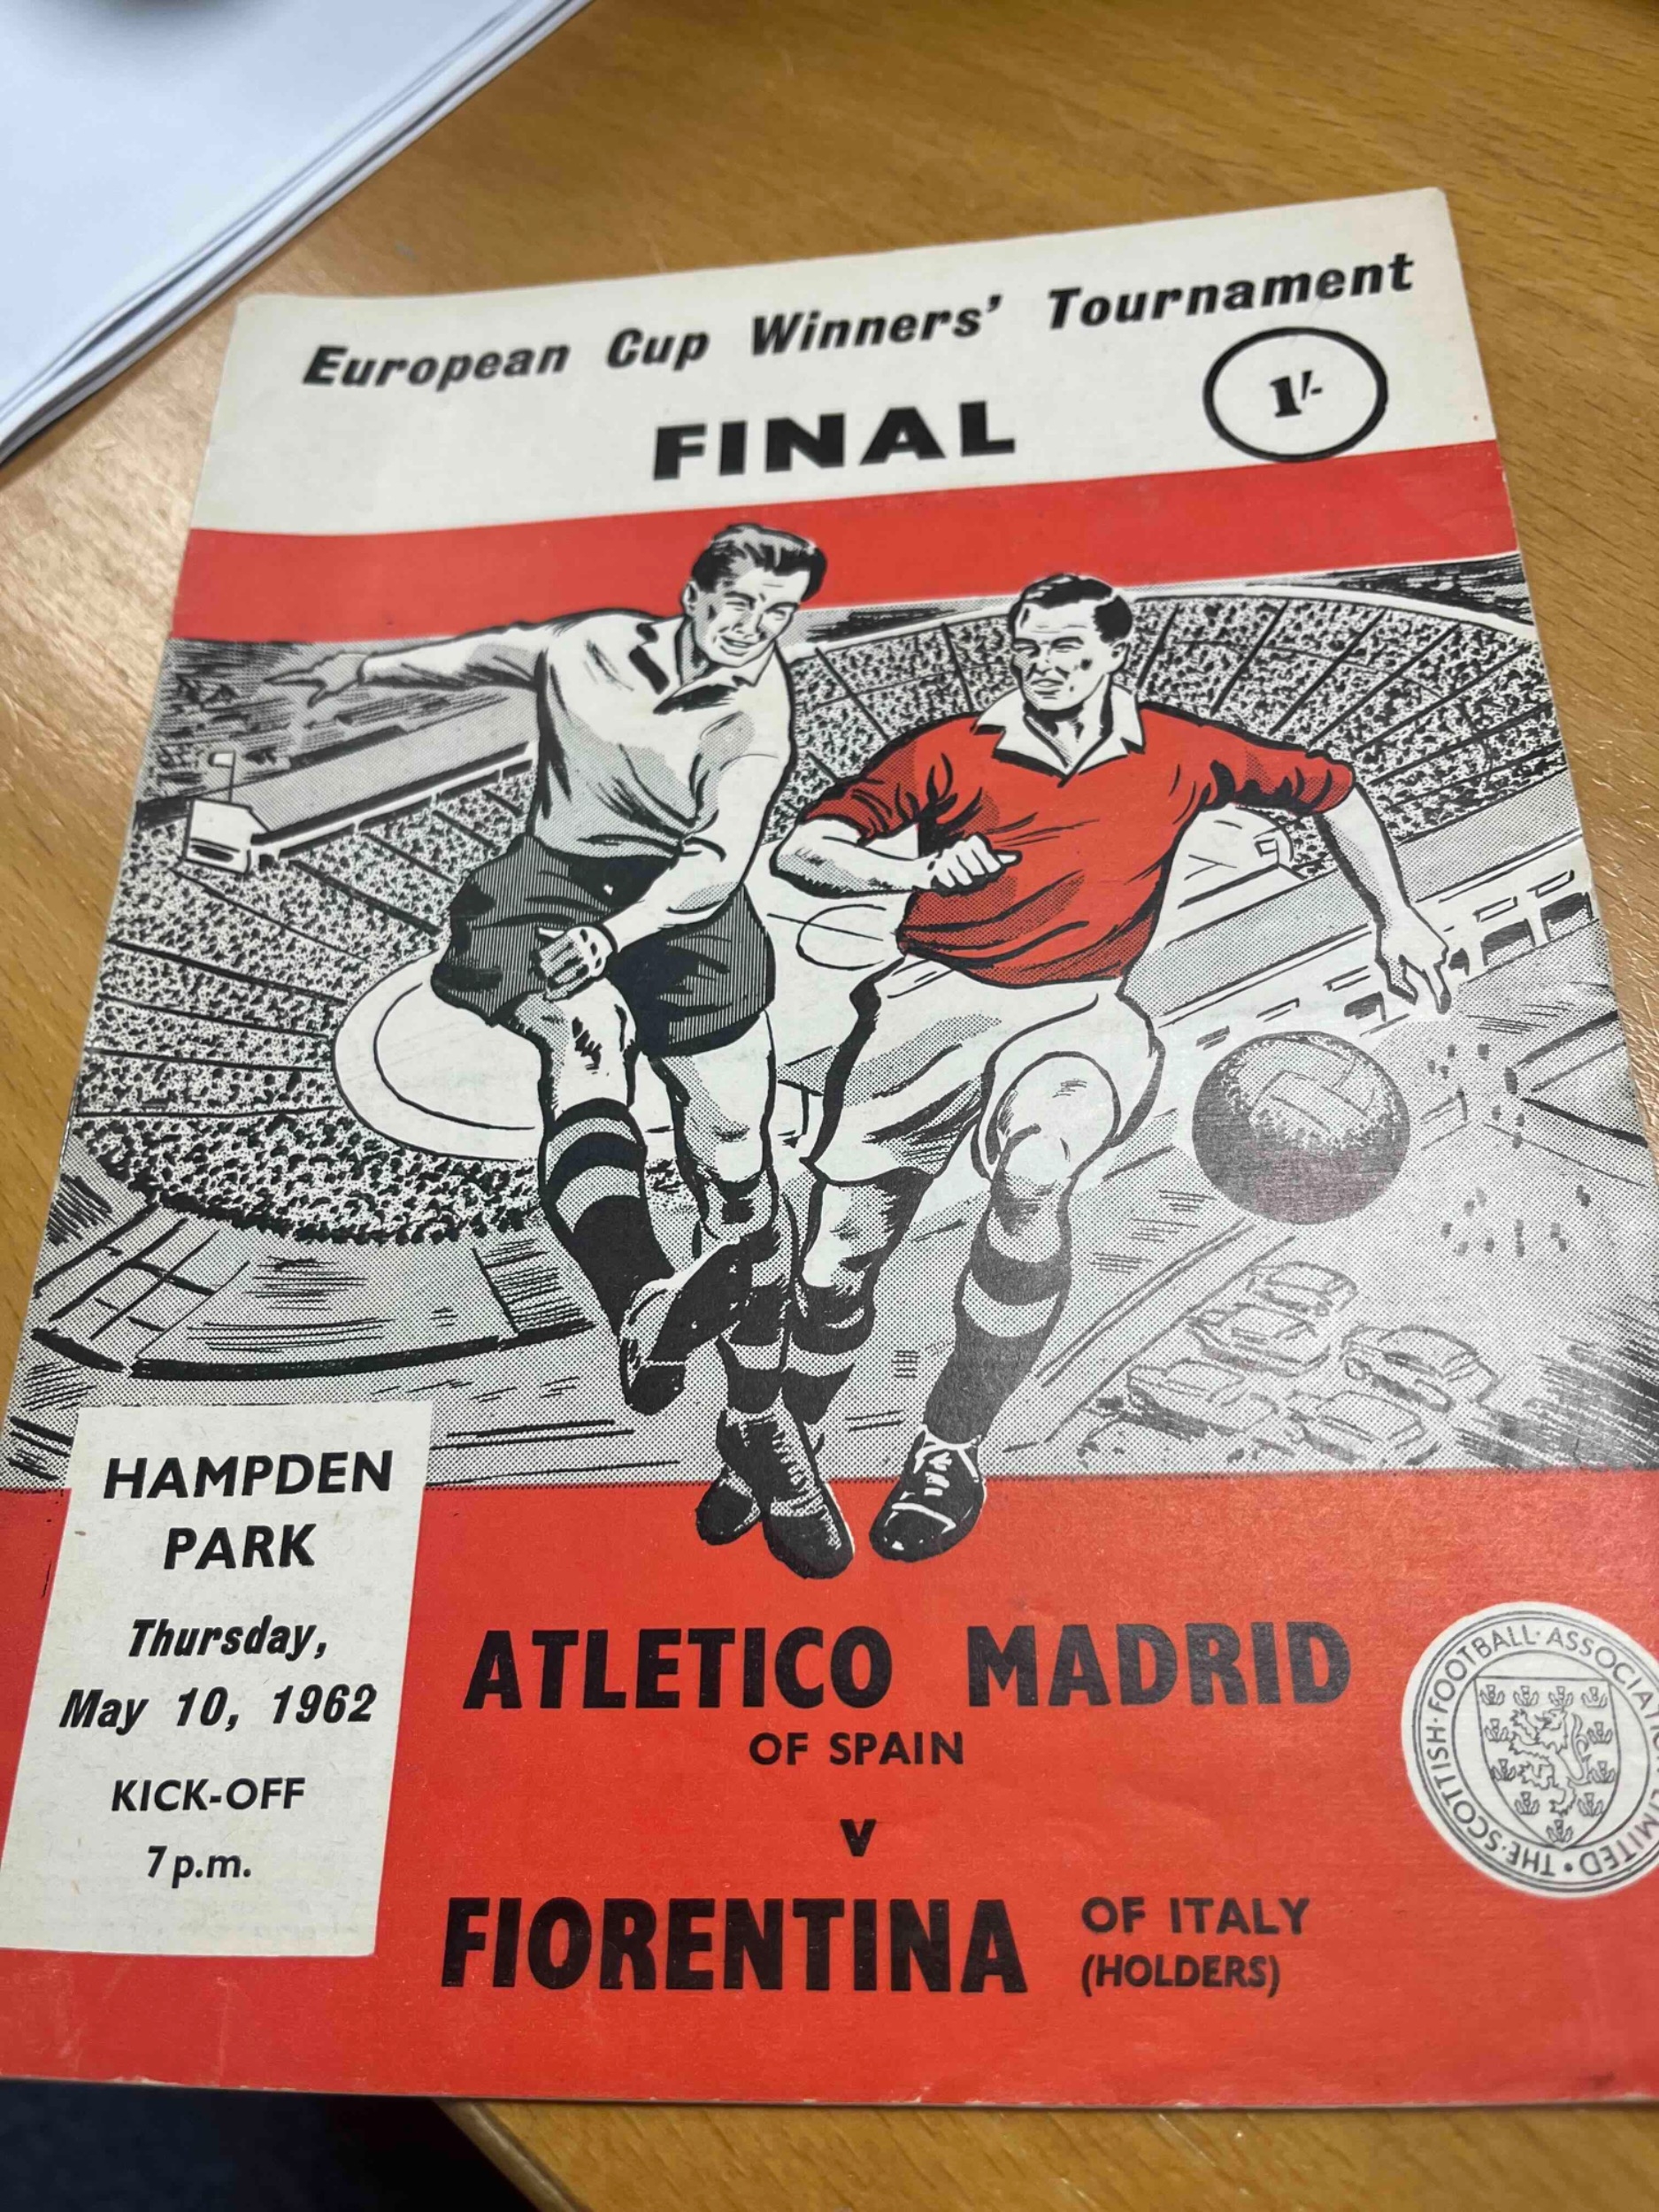 European Cup Winners' Tournament
FINAL
1/-
HAMPDEN
PARK
Thursday,
May 10, 1962
KICK-OFF
7 p.m.
ATLETICO MADRID
OF SPAIN
v
FIORENTINA
OF ITALY
(HOLDERS)
THE·SCOTTISH·FOOTBALL·ASSOCIATION LIMITED·